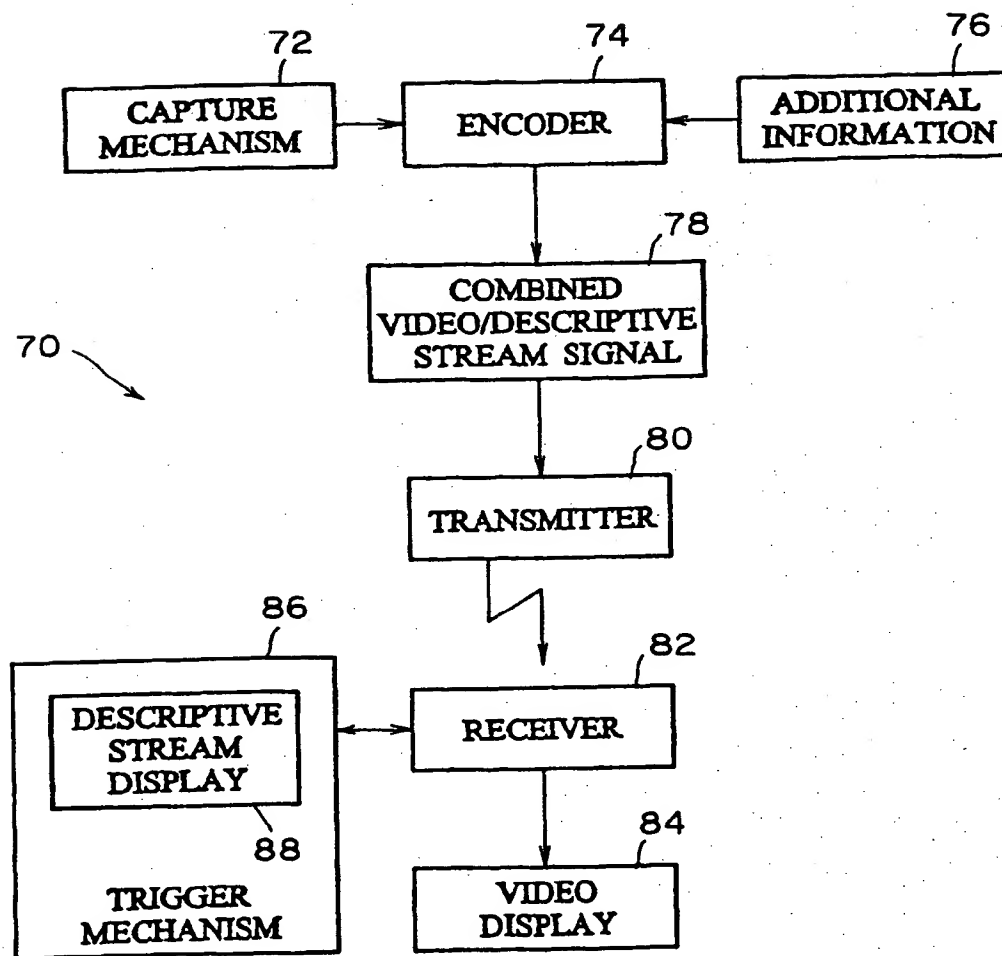 72
74
76
CAPTURE
MECHANISM
ENCODER
ADDITIONAL
INFORMATION
78
COMBINED
VIDEO/DESCRIPTIVE
STREAM SIGNAL
70
80
TRANSMITTER
86
82
DESCRIPTIVE
STREAM
DISPLAY
RECEIVER
88
84
TRIGGER
MECHANISM
VIDEO
DISPLAY